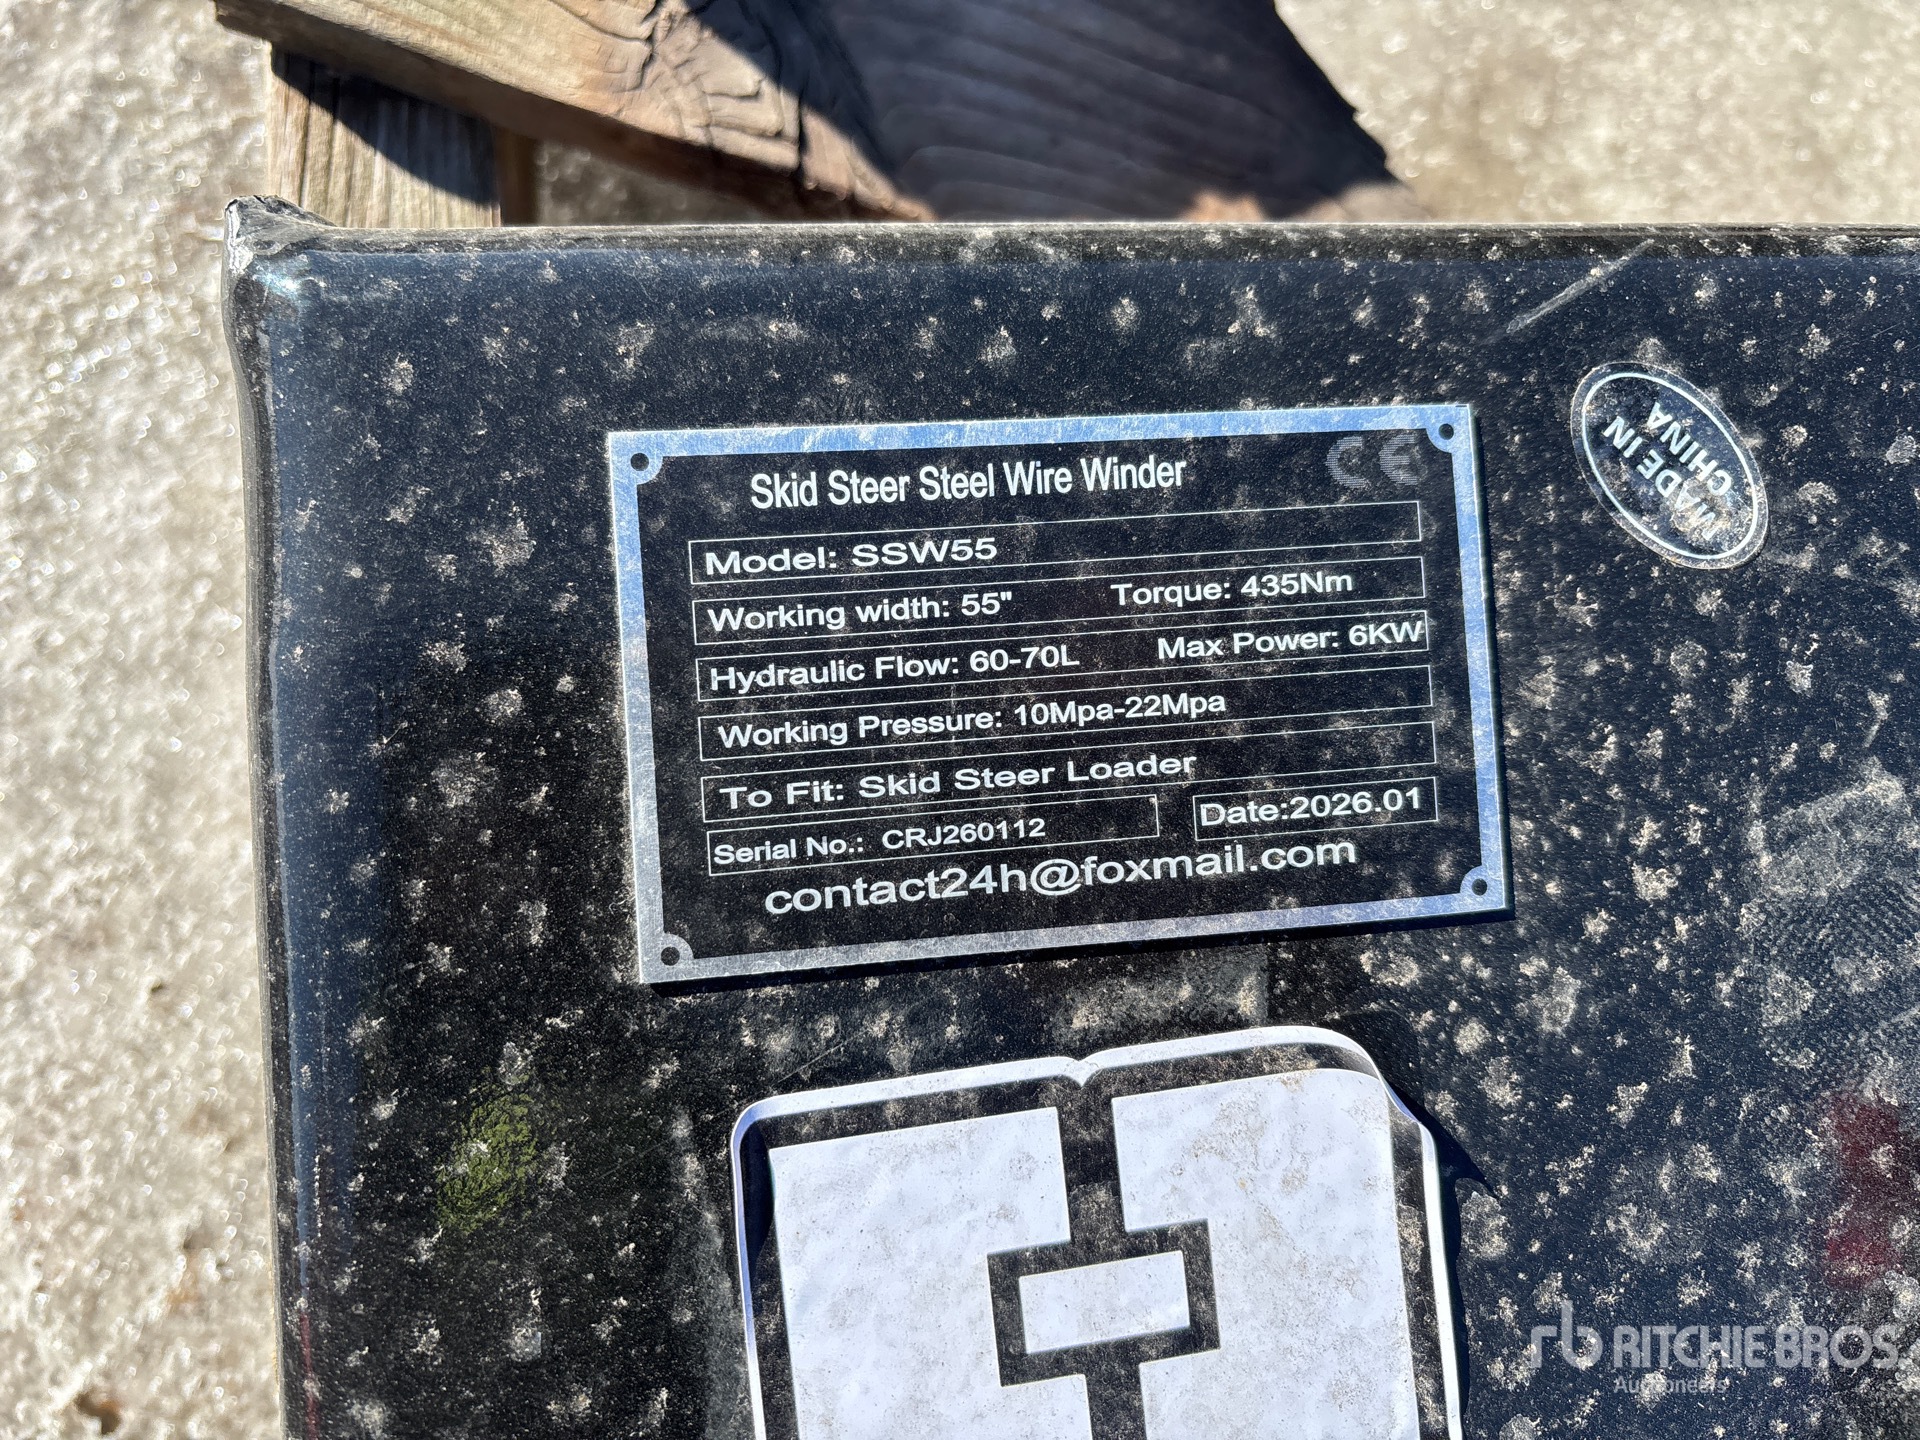 Skid Steer Steel Wire Winder
CE
Model: SSW55
Working width: 55" Torque: 435Nm
Hydraulic Flow: 60-70L Max Power: 6KW
Working Pressure: 10Mpa-22Mpa
To Fit: Skid Steer Loader
Serial No.: CRJ260112 Date:2026.01
contact24h@foxmail.com
MADE IN
CHINA
rb RITCHIE BROS.
Auctioneers